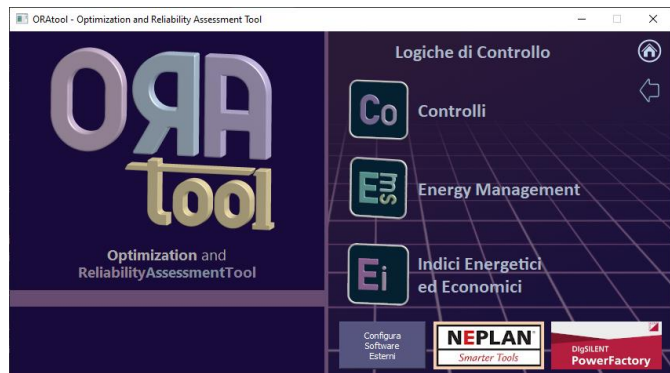 ORAtool - Optimization and Reliability Assessment Tool
ORA
tool
Optimization and
ReliabilityAssessmentTool
Logiche di Controllo
Co
Controlli
Ems
Energy Management
Ei
Indici Energetici
ed Economici
Configura
Software
Esterni
NEPLAN
Smarter Tools
DIgSILENT
PowerFactory